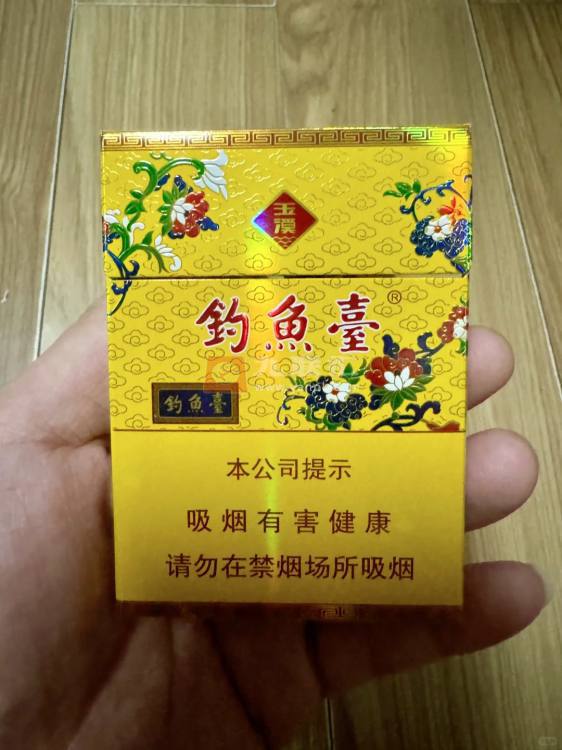 玉溪
釣魚臺®
釣魚臺
本公司提示
吸烟有害健康
请勿在禁烟场所吸烟